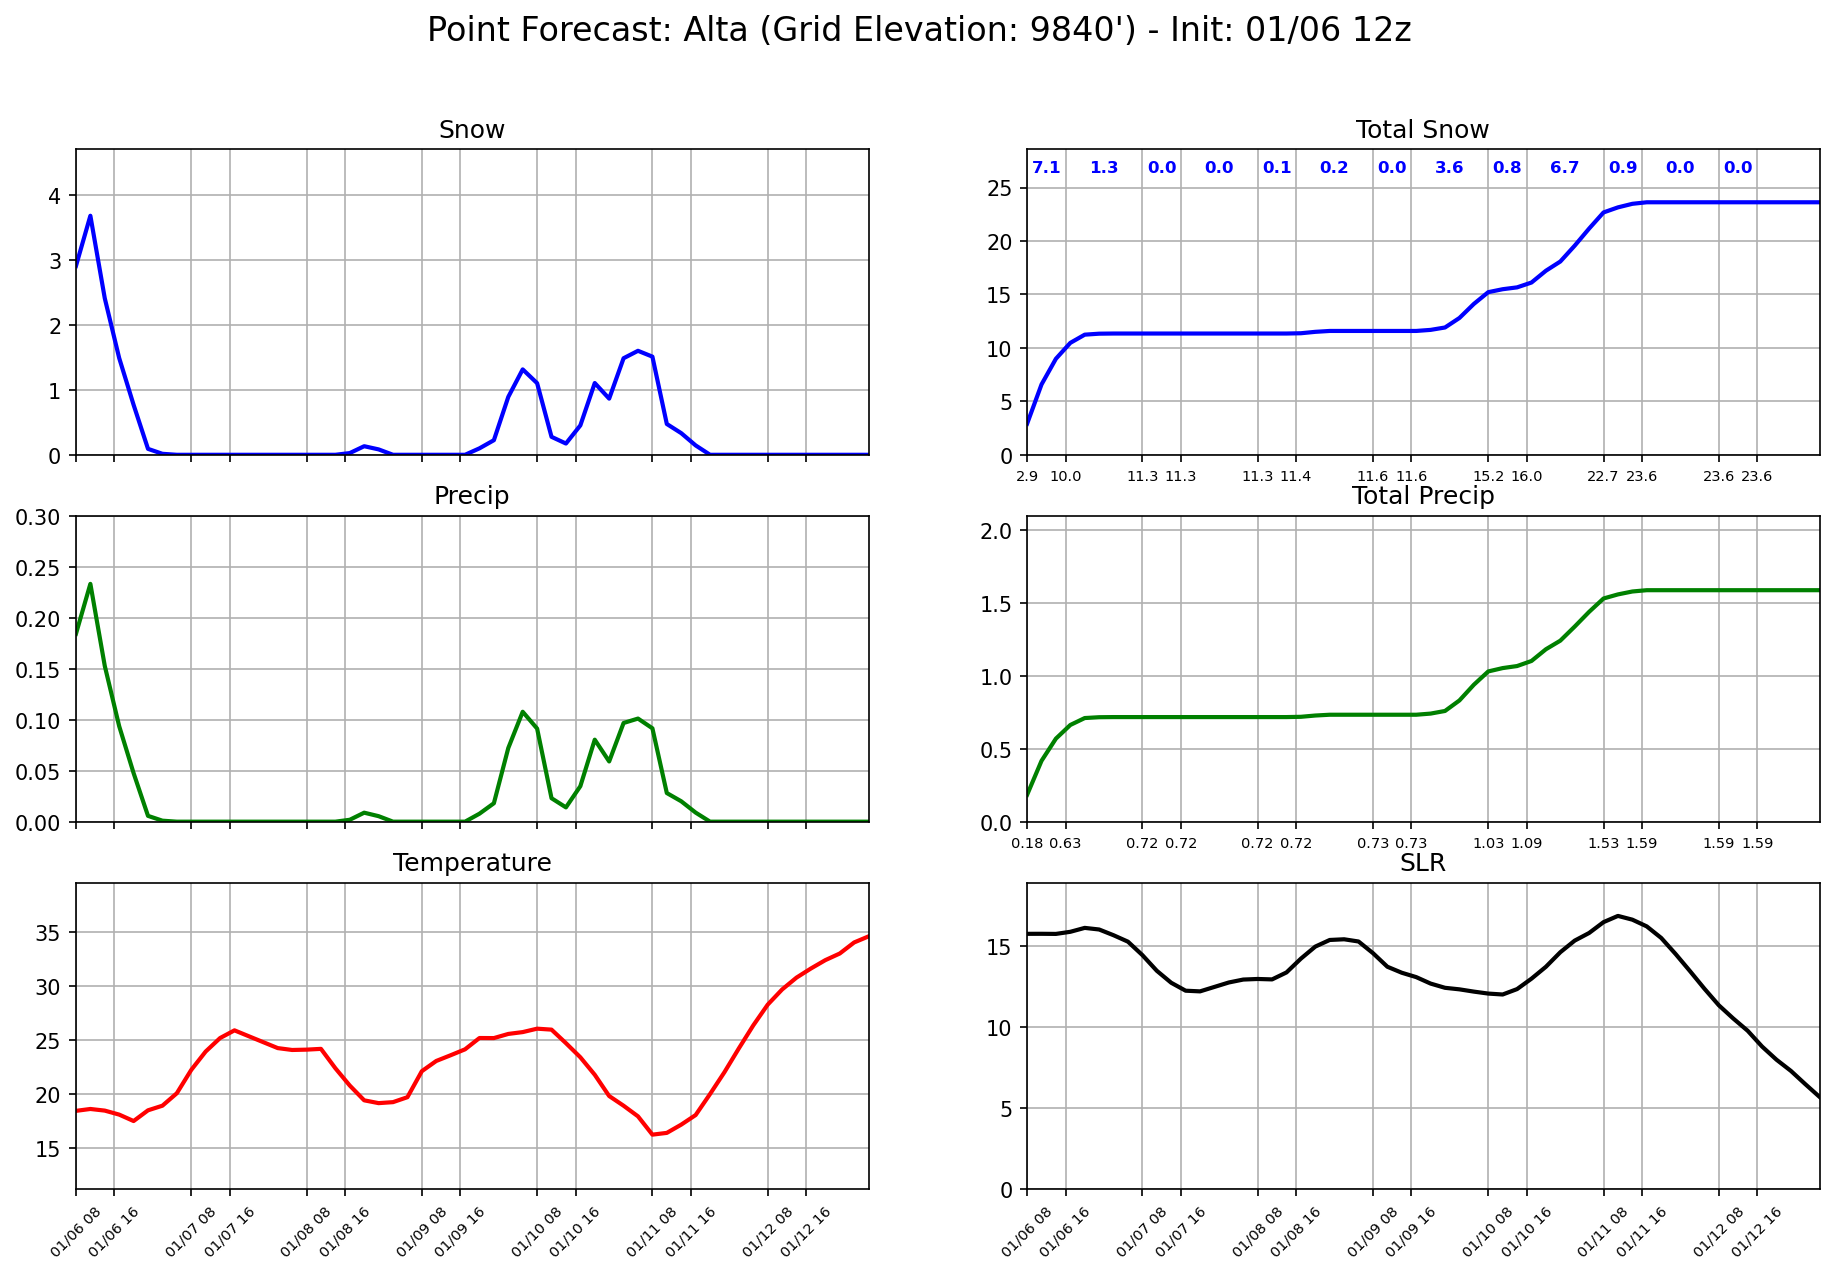 Point Forecast: Alta (Grid Elevation: 9840') - Init: 01/06 12z
Snow
4
3
2
1
0
Total Snow
7.1 1.3 0.0 0.0 0.1 0.2 0.0 3.6 0.8 6.7 0.9 0.0 0.0
25
20
15
10
5
0
2.9 10.0 11.3 11.3 11.3 11.4 11.6 11.6 15.2 16.0 22.7 23.6 23.6 23.6
Precip
0.30
0.25
0.20
0.15
0.10
0.05
0.00
Total Precip
2.0
1.5
1.0
0.5
0.0
0.18 0.63 0.72 0.72 0.72 0.72 0.73 0.73 1.03 1.09 1.53 1.59 1.59 1.59
Temperature
35
30
25
20
15
01/06 08 01/06 16 01/07 08 01/07 16 01/08 08 01/08 16 01/09 08 01/09 16 01/10 08 01/10 16 01/11 08 01/11 16 01/12 08 01/12 16
SLR
15
10
5
0
01/06 08 01/06 16 01/07 08 01/07 16 01/08 08 01/08 16 01/09 08 01/09 16 01/10 08 01/10 16 01/11 08 01/11 16 01/12 08 01/12 16